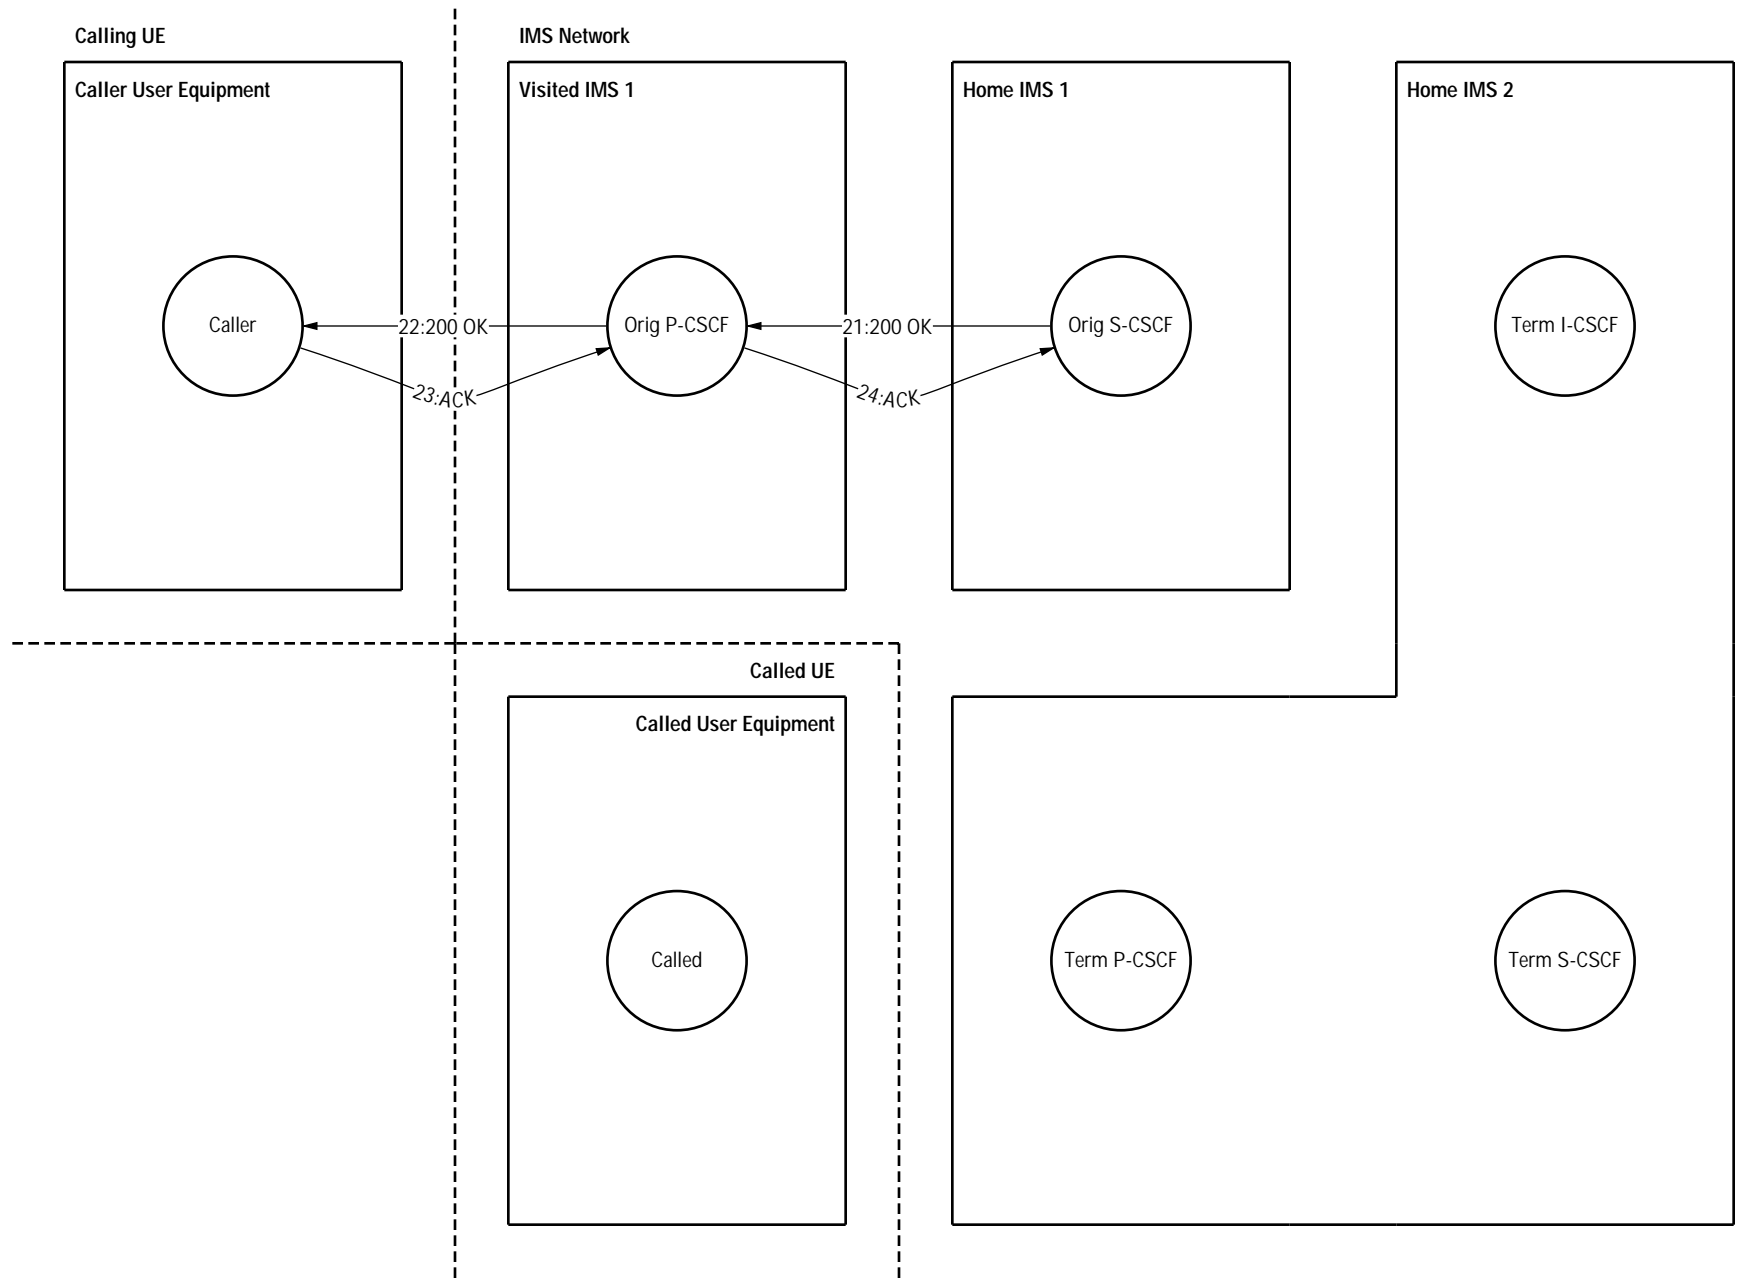 Calling UE
IMS Network
Caller User Equipment
Visited IMS 1
Home IMS 1
Home IMS 2
Caller
22:200 OK
Orig P-CSCF
21:200 OK
Orig S-CSCF
Term I-CSCF
23:ACK
24:ACK
Called UE
Called User Equipment
Called
Term P-CSCF
Term S-CSCF